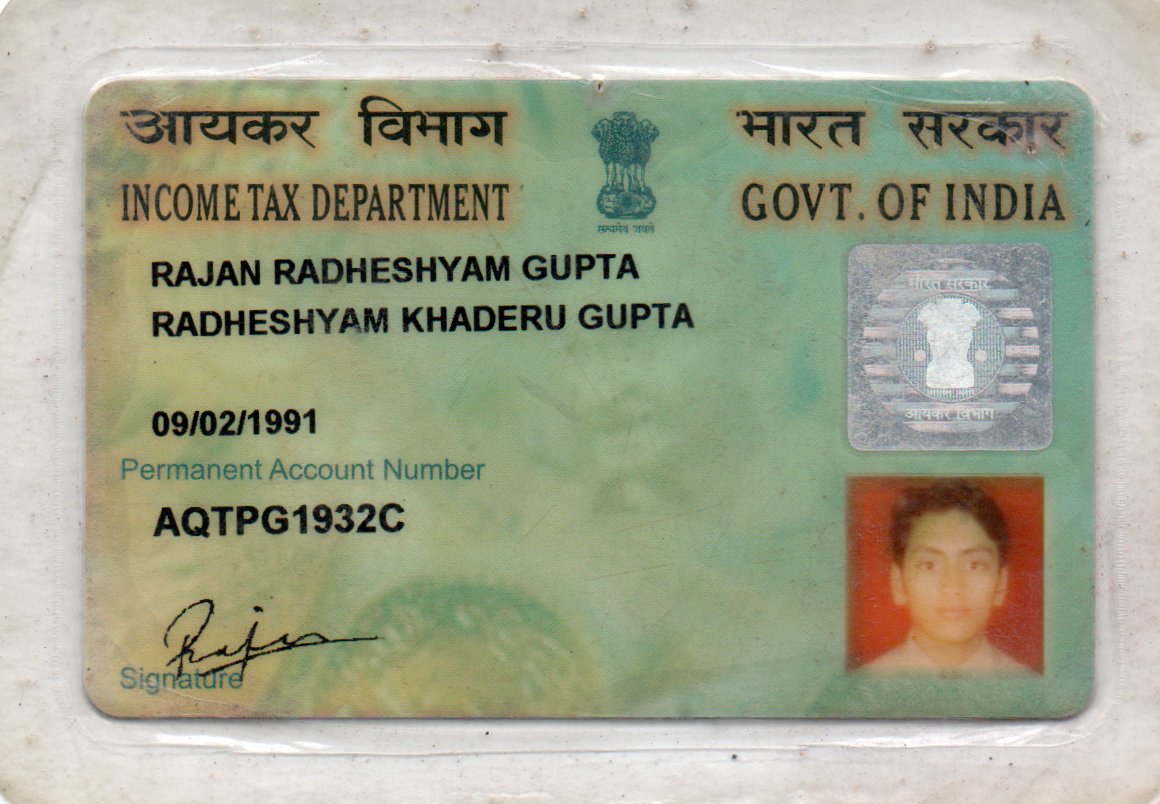 आयकर विभाग भारत सरकार
INCOME TAX DEPARTMENT GOVT. OF INDIA
सत्यमेव जयते
RAJAN RADHESHYAM GUPTA
भारत सरकार
RADHESHYAM KHADERU GUPTA
आयकर विभाग
09/02/1991
Permanent Account Number
AQTPG1932C
Rajan
Signature